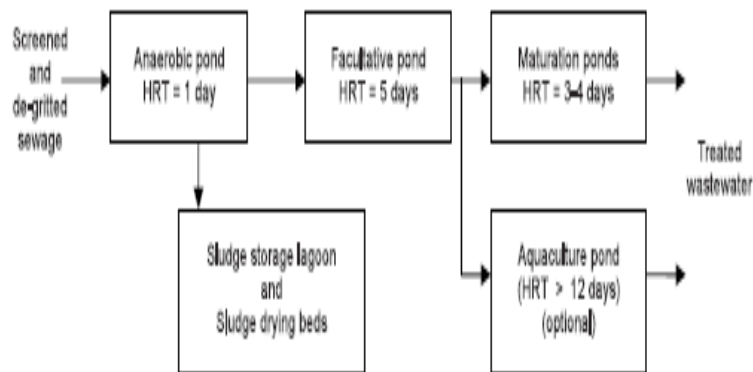 Screened
and
de-gritted
sewage
Anaerobic pond
HRT = 1 day
Facultative pond
HRT = 5 days
Maturation ponds
HRT = 3-4 days
Treated
wastewater
Sludge storage lagoon
and
Sludge drying beds
Aquaculture pond
(HRT > 12 days)
(optional)